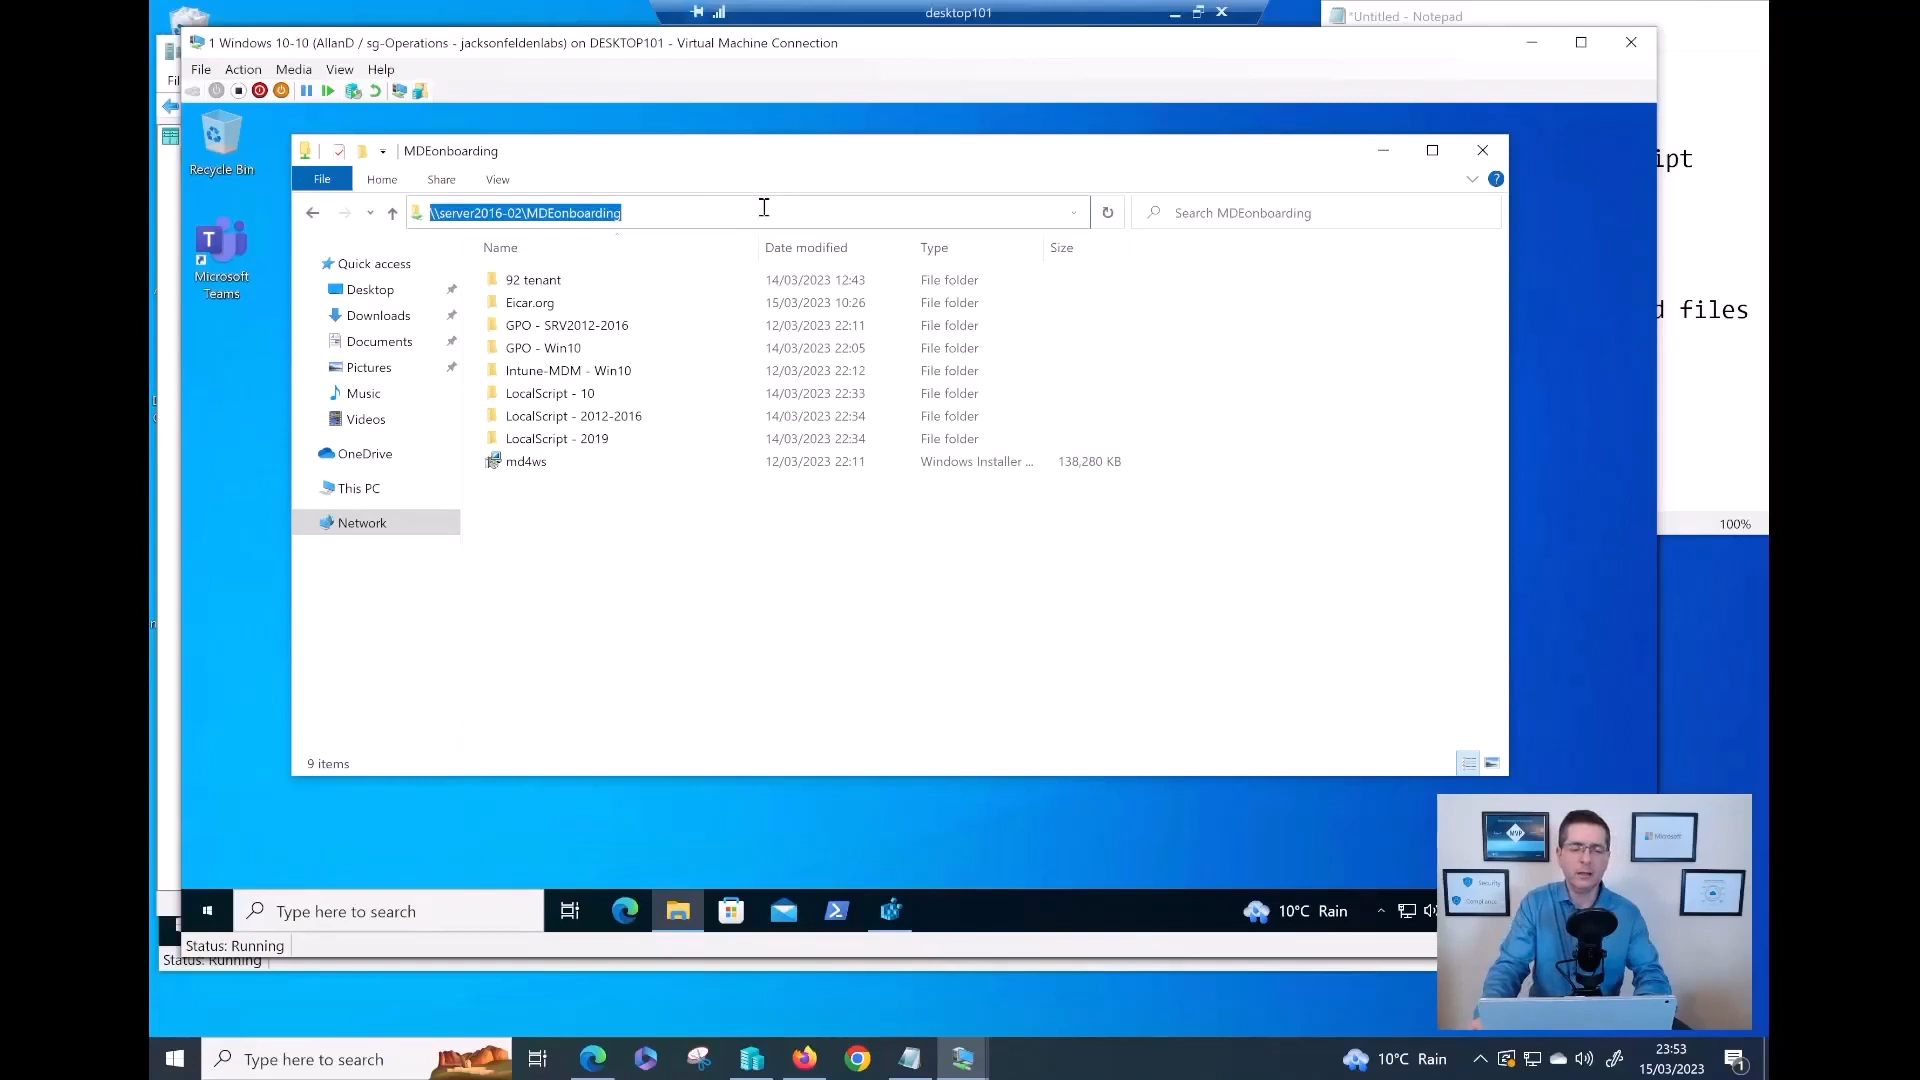 desktop101
*Untitled - Notepad
1 Windows 10-10 (AllanD / sg-Operations - jacksonfeldenlabs) on DESKTOP101 - Virtual Machine Connection
Fil
File Action Media View Help
Recycle Bin
MDEonboarding
ipt
File Home Share View
\\server2016-02\MDEonboarding
Search MDEonboarding
Name Date modified Type Size
Microsoft
Teams
Quick access
Desktop
Downloads
Documents
Pictures
Music
Videos
OneDrive
This PC
Network
92 tenant 14/03/2023 12:43 File folder
Eicar.org 15/03/2023 10:26 File folder
GPO - SRV2012-2016 12/03/2023 22:11 File folder
GPO - Win10 14/03/2023 22:05 File folder
Intune-MDM - Win10 12/03/2023 22:12 File folder
LocalScript - 10 14/03/2023 22:33 File folder
LocalScript - 2012-2016 14/03/2023 22:34 File folder
LocalScript - 2019 14/03/2023 22:34 File folder
md4ws 12/03/2023 22:11 Windows Installer ... 138,280 KB
d files
100%
9 items
MVP
Microsoft
Security
Compliance
Type here to search
10°C Rain
Status: Running
Status: Running
Type here to search
10°C Rain
23:53
15/03/2023
1